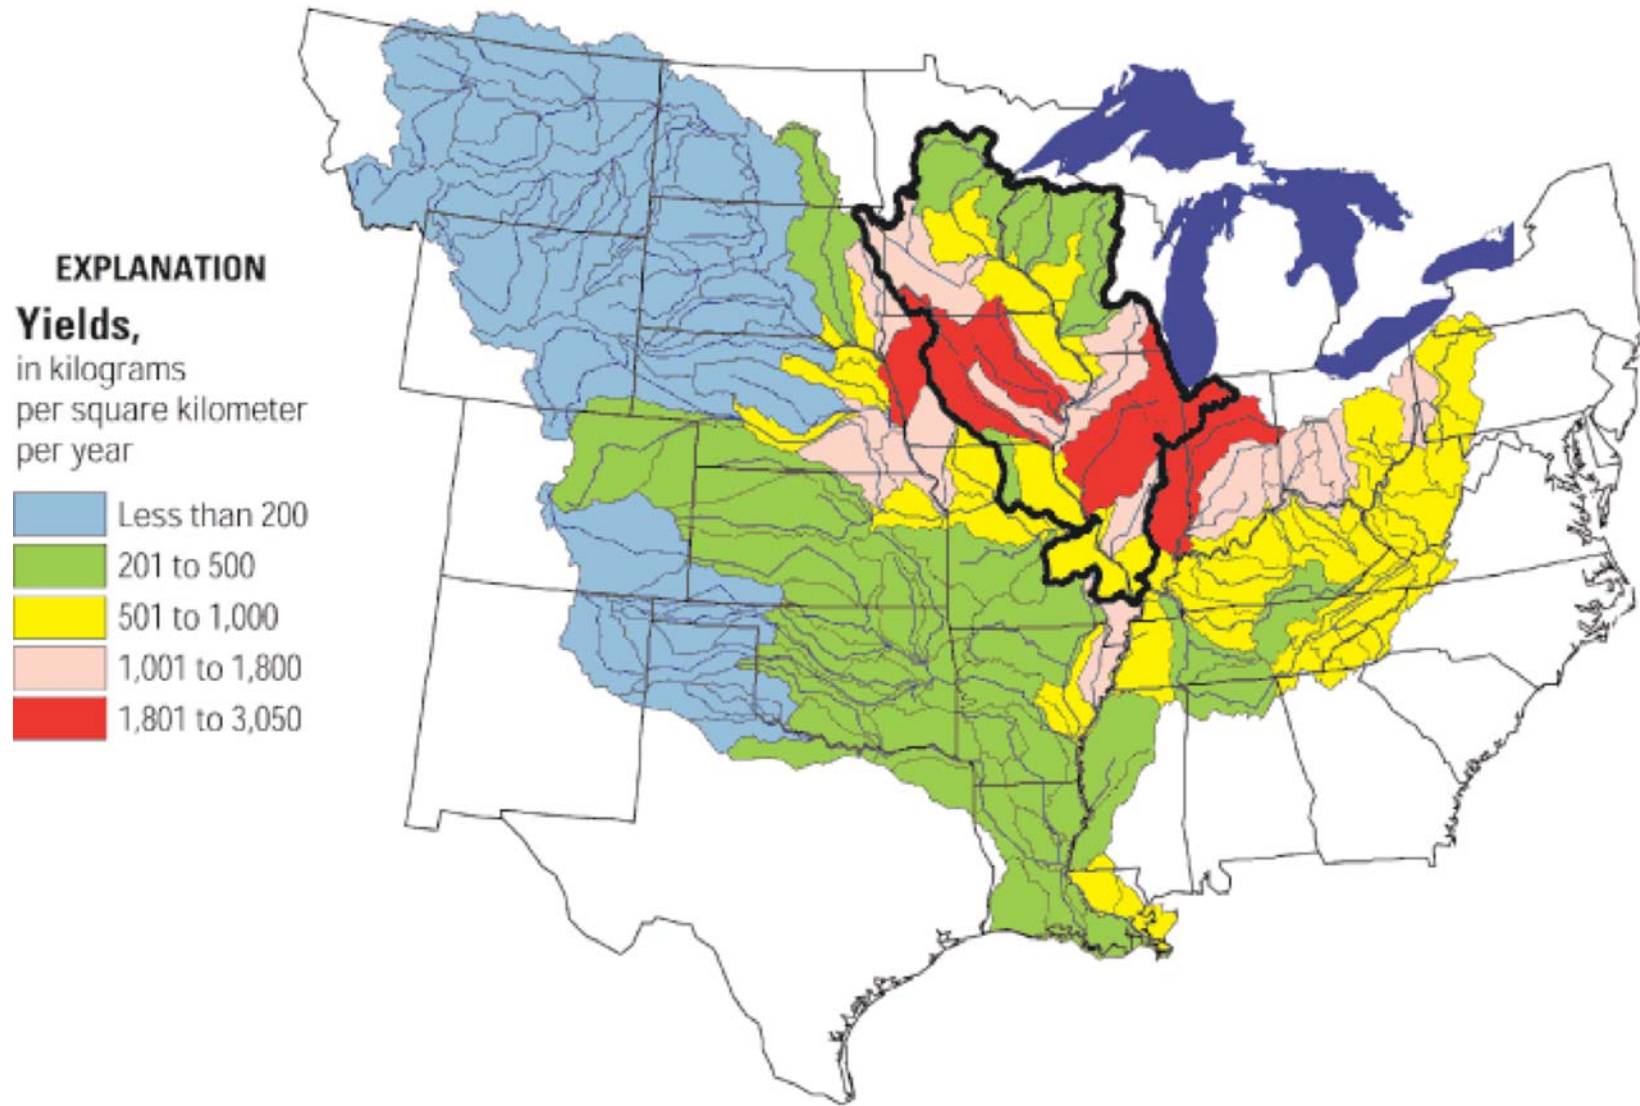 EXPLANATION
Yields,
in kilograms
per square kilometer
per year
Less than 200
201 to 500
501 to 1,000
1,001 to 1,800
1,801 to 3,050